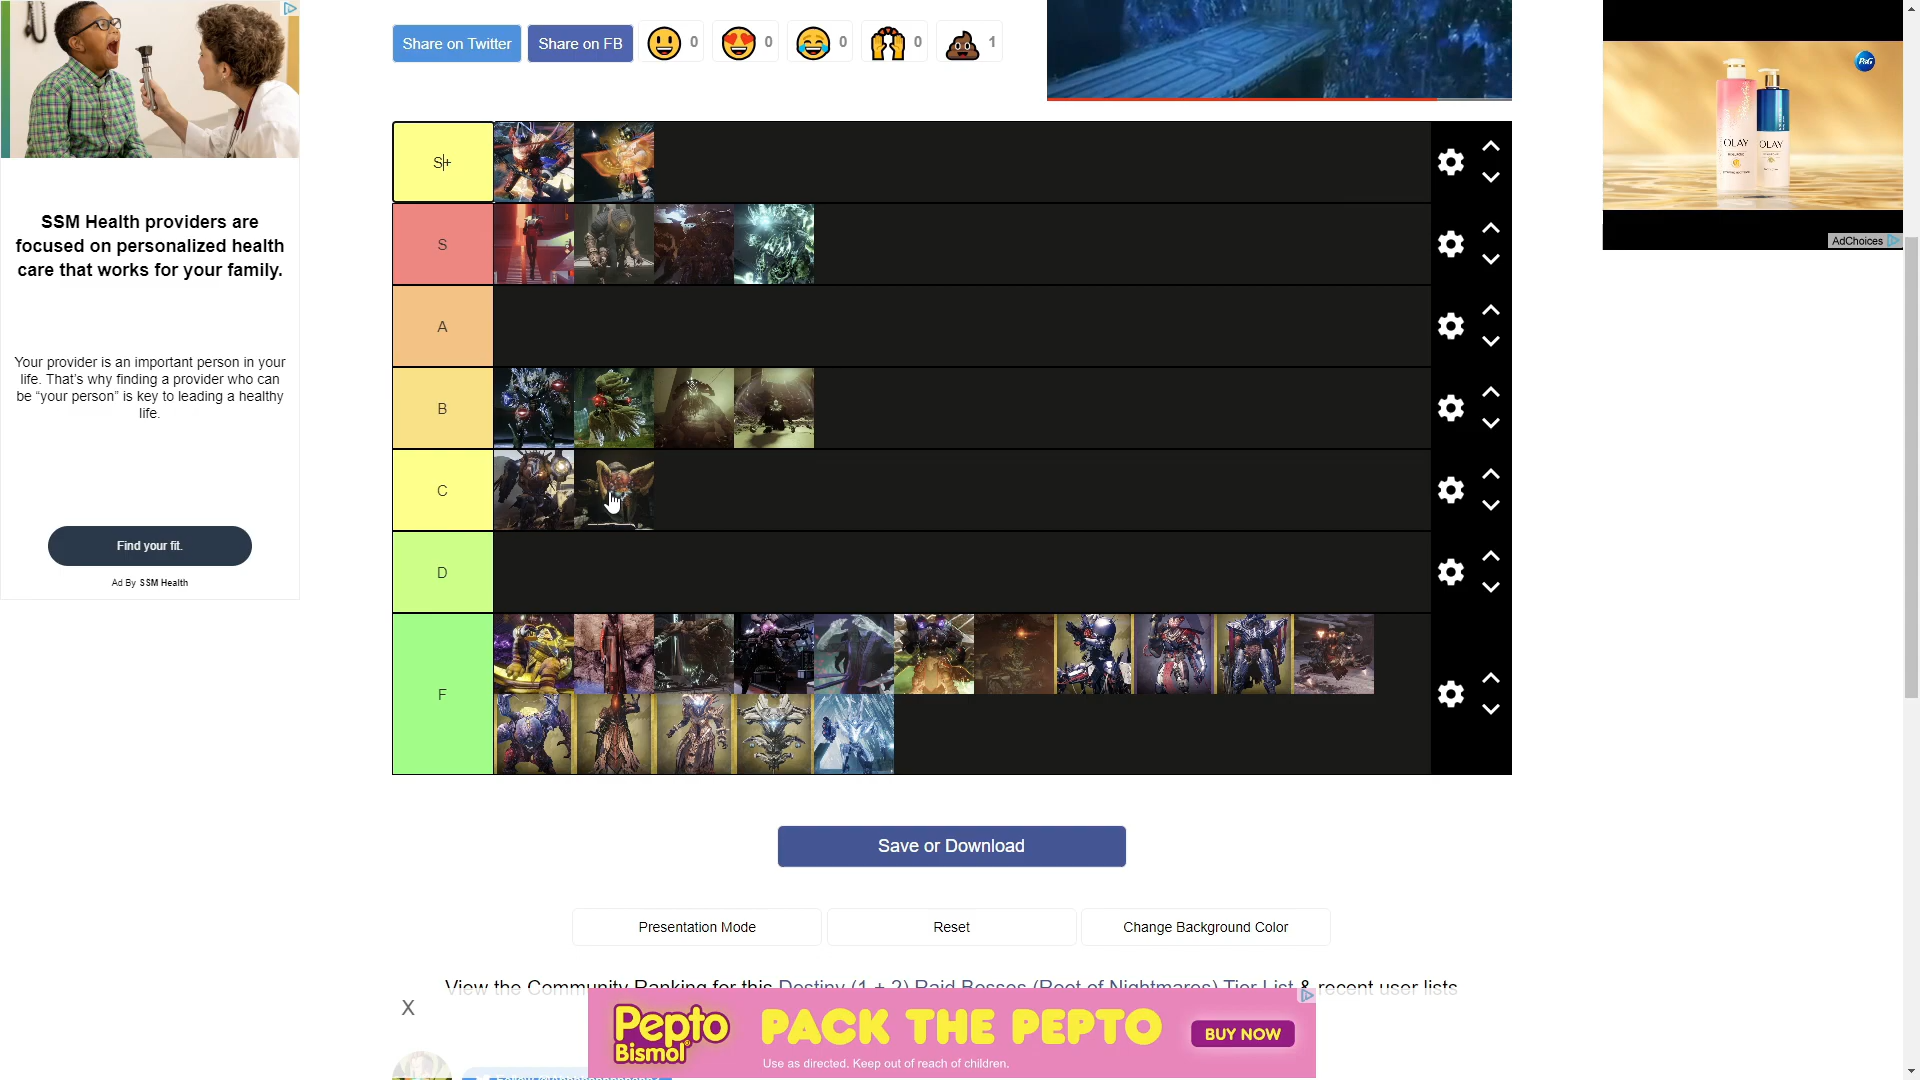 Share on Twitter
Share on FB
0
0
0
0
1
SSM Health providers are
focused on personalized health
care that works for your family.
Your provider is an important person in your
life. That's why finding a provider who can
be “your person” is key to leading a healthy
life.
Find your fit.
Ad By SSM Health
P&G
OLAY
OLAY
AdChoices
S+
S
A
B
C
D
F
Save or Download
Presentation Mode
Reset
Change Background Color
View the Community Ranking for this Destiny (1 + 2) Raid Bosses (Root of Nightmares) Tier List & recent user lists
X
Pepto
Bismol
PACK THE PEPTO
BUY NOW
Use as directed. Keep out of reach of children.